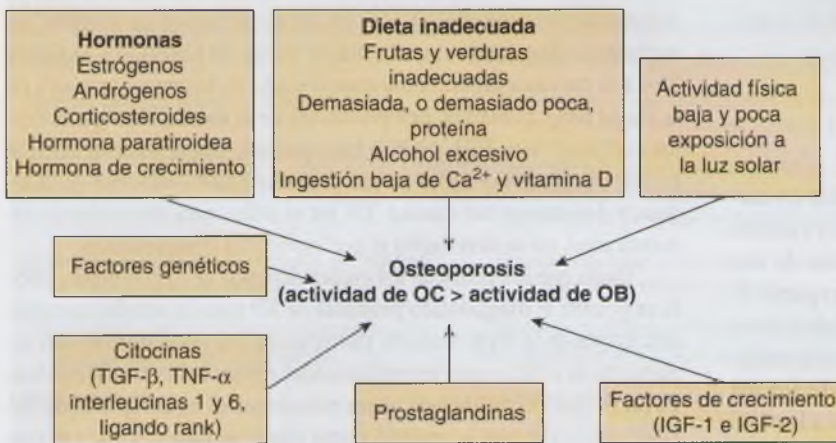 Hormonas
Estrógenos
Andrógenos
Corticosteroides
Hormona paratiroidea
Hormona de crecimiento
Dieta inadecuada
Frutas y verduras
inadecuadas
Demasiada, o demasiado poca,
proteína
Alcohol excesivo
Ingestión baja de Ca²⁺ y vitamina D
Actividad física
baja y poca
exposición a
la luz solar
Factores genéticos
Osteoporosis
(actividad de OC > actividad de OB)
Citocinas
(TGF-β, TNF-α
interleucinas 1 y 6,
ligando rank)
Prostaglandinas
Factores de crecimiento
(IGF-1 e IGF-2)